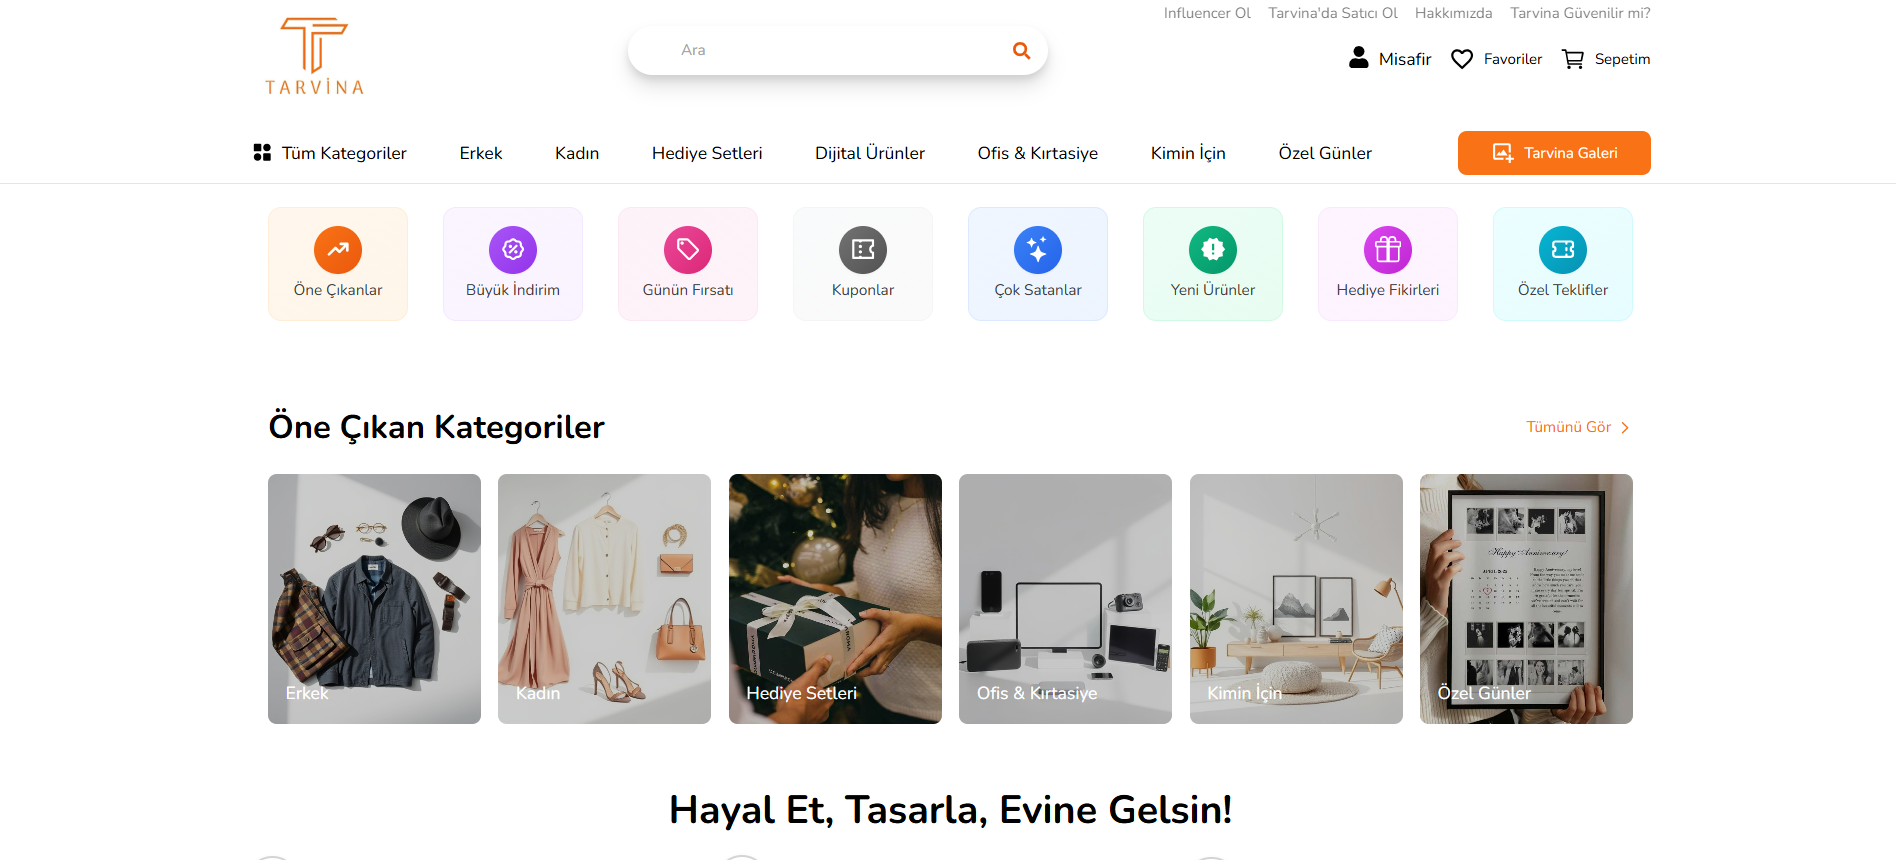 Influencer Ol
Tarvina'da Satıcı Ol
Hakkımızda
Tarvina Güvenilir mi?
TARVİNA
Ara
Misafir
Favoriler
Sepetim
Tüm Kategoriler
Erkek
Kadın
Hediye Setleri
Dijital Ürünler
Ofis & Kırtasiye
Kimin İçin
Özel Günler
Tarvina Galeri
Öne Çıkanlar
Büyük İndirim
Günün Fırsatı
Kuponlar
Çok Satanlar
Yeni Ürünler
Hediye Fikirleri
Özel Teklifler
Öne Çıkan Kategoriler
Tümünü Gör
Happy Anniversary!
Erkek
Kadın
Hediye Setleri
Ofis & Kırtasiye
Kimin İçin
Özel Günler
Hayal Et, Tasarla, Evine Gelsin!